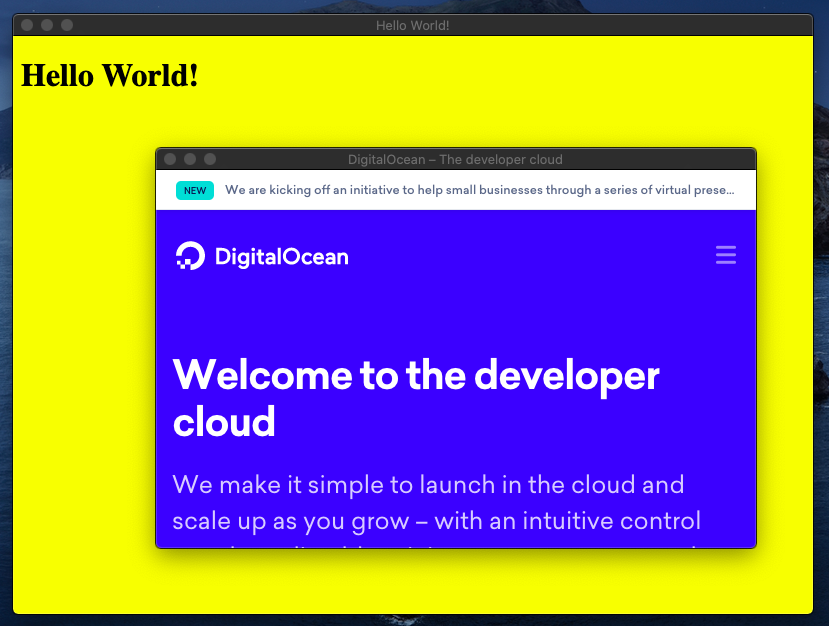 Hello World!
Hello World!
DigitalOcean – The developer cloud
NEW We are kicking off an initiative to help small businesses through a series of virtual prese...
DigitalOcean
Welcome to the developer
cloud
We make it simple to launch in the cloud and
scale up as you grow – with an intuitive control